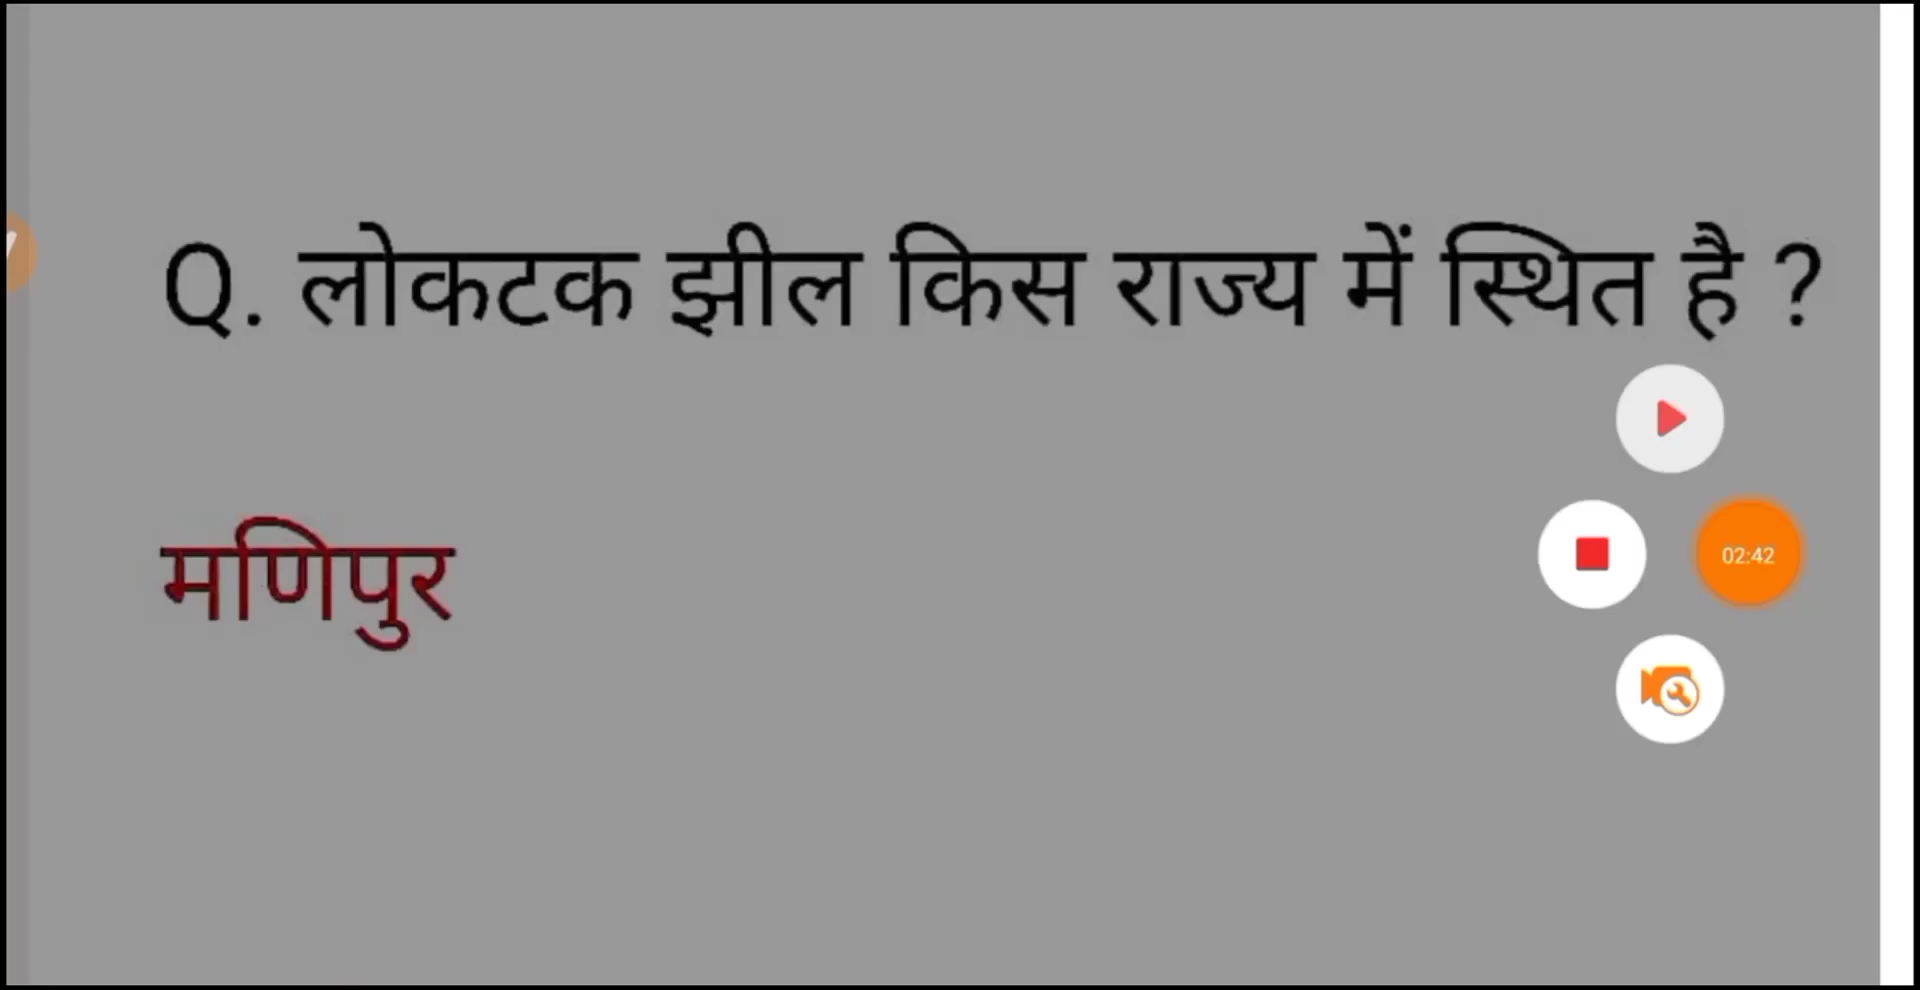 Q. लोकटक झील किस राज्य में स्थित है ?
मणिपुर
02:42